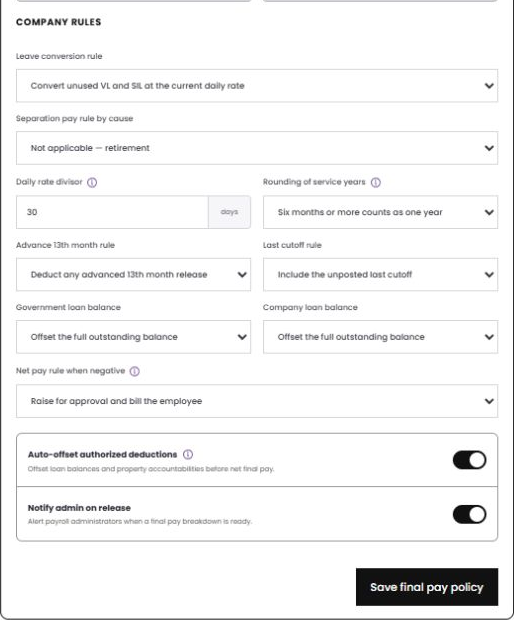 COMPANY RULES
Leave conversion rule
Convert unused VL and SIL at the current daily rate
Separation pay rule by cause
Not applicable — retirement
Daily rate divisor
Rounding of service years
30 days
Six months or more counts as one year
Advance 13th month rule
Last cutoff rule
Deduct any advanced 13th month release
Include the unposted last cutoff
Government loan balance
Company loan balance
Offset the full outstanding balance
Offset the full outstanding balance
Net pay rule when negative
Raise for approval and bill the employee
Auto-offset authorized deductions
Offset loan balances and property accountabilities before net final pay.
Notify admin on release
Alert payroll administrators when a final pay breakdown is ready.
Save final pay policy